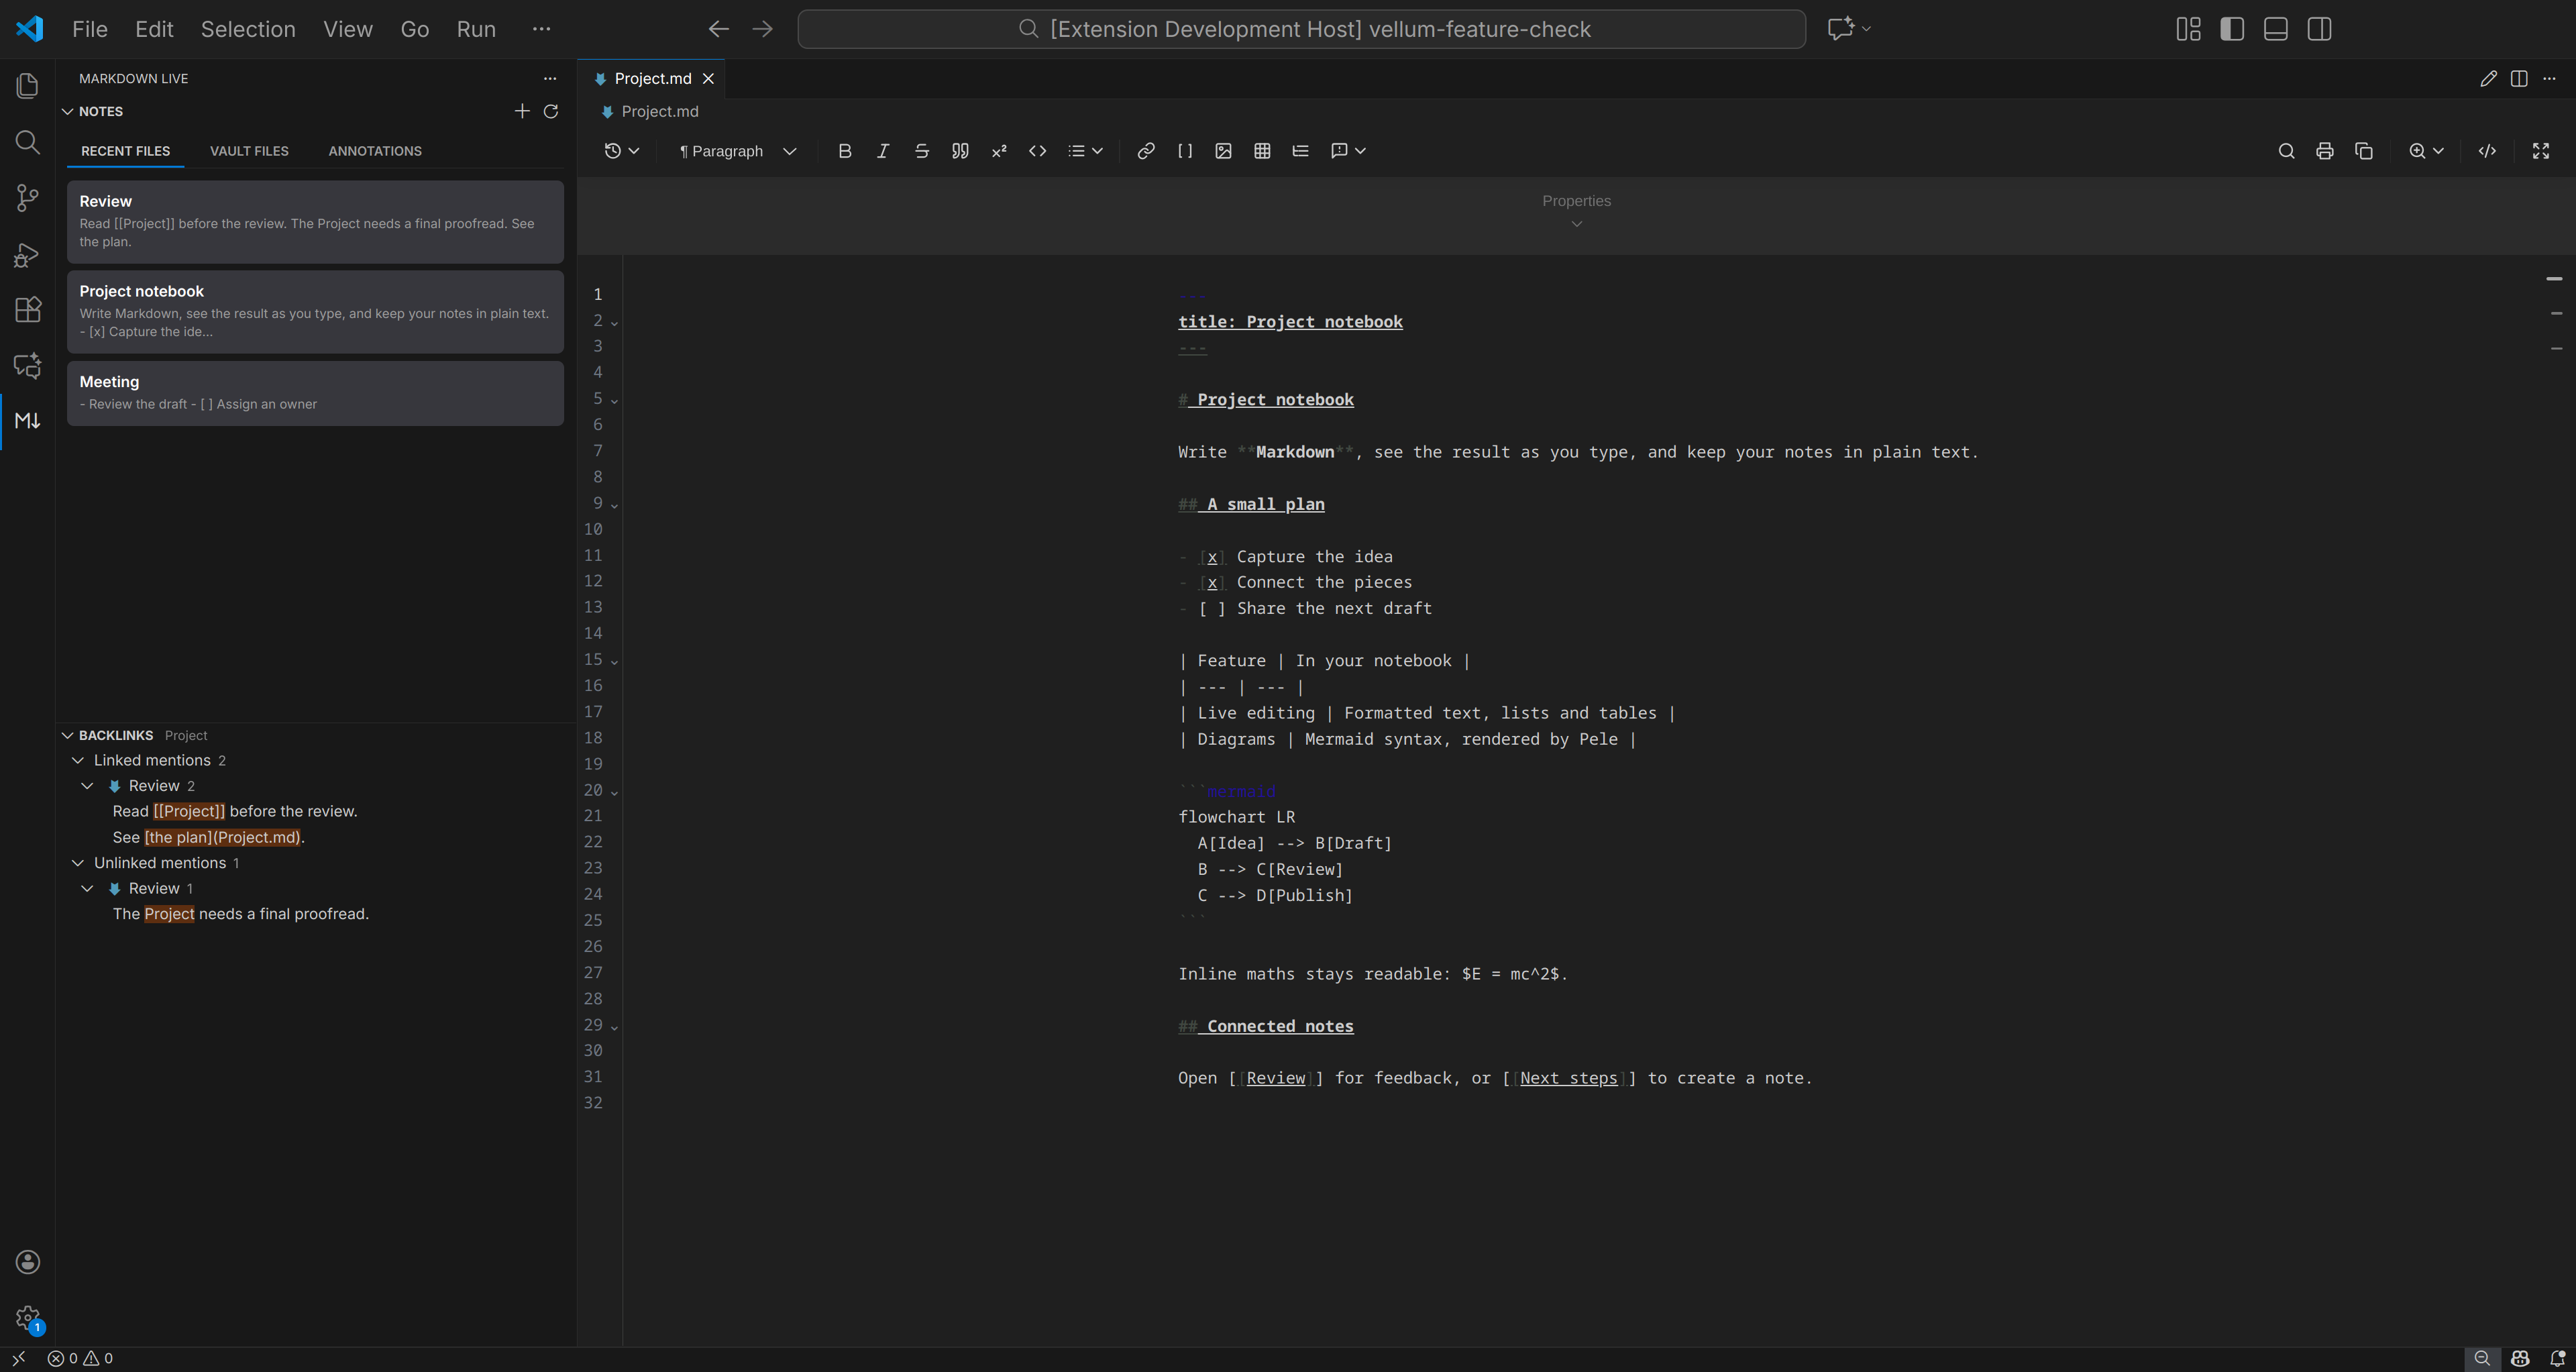 File Edit Selection View Go Run ···
[Extension Development Host] vellum-feature-check
MARKDOWN LIVE
NOTES
RECENT FILES VAULT FILES ANNOTATIONS
Review
Read [[Project]] before the review. The Project needs a final proofread. See
the plan.
Project notebook
Write Markdown, see the result as you type, and keep your notes in plain text.
- [x] Capture the ide...
Meeting
- Review the draft - [ ] Assign an owner
BACKLINKS Project
Linked mentions 2
Review 2
Read [[Project]] before the review.
See [the plan](Project.md).
Unlinked mentions 1
Review 1
The Project needs a final proofread.
M↓
1
Project.md
Project.md
¶ Paragraph
Properties
1 ---
2 title: Project notebook
3 ---
4
5 # Project notebook
6
7 Write **Markdown**, see the result as you type, and keep your notes in plain text.
8
9 ## A small plan
10
11 - [x] Capture the idea
12 - [x] Connect the pieces
13 - [ ] Share the next draft
14
15 | Feature | In your notebook |
16 | --- | --- |
17 | Live editing | Formatted text, lists and tables |
18 | Diagrams | Mermaid syntax, rendered by Pele |
19
20 ```mermaid
21 flowchart LR
22 A[Idea] --> B[Draft]
23 B --> C[Review]
24 C --> D[Publish]
25 ```
26
27 Inline maths stays readable: $E = mc^2$.
28
29 ## Connected notes
30
31 Open [[Review]] for feedback, or [[Next steps]] to create a note.
32
0 0